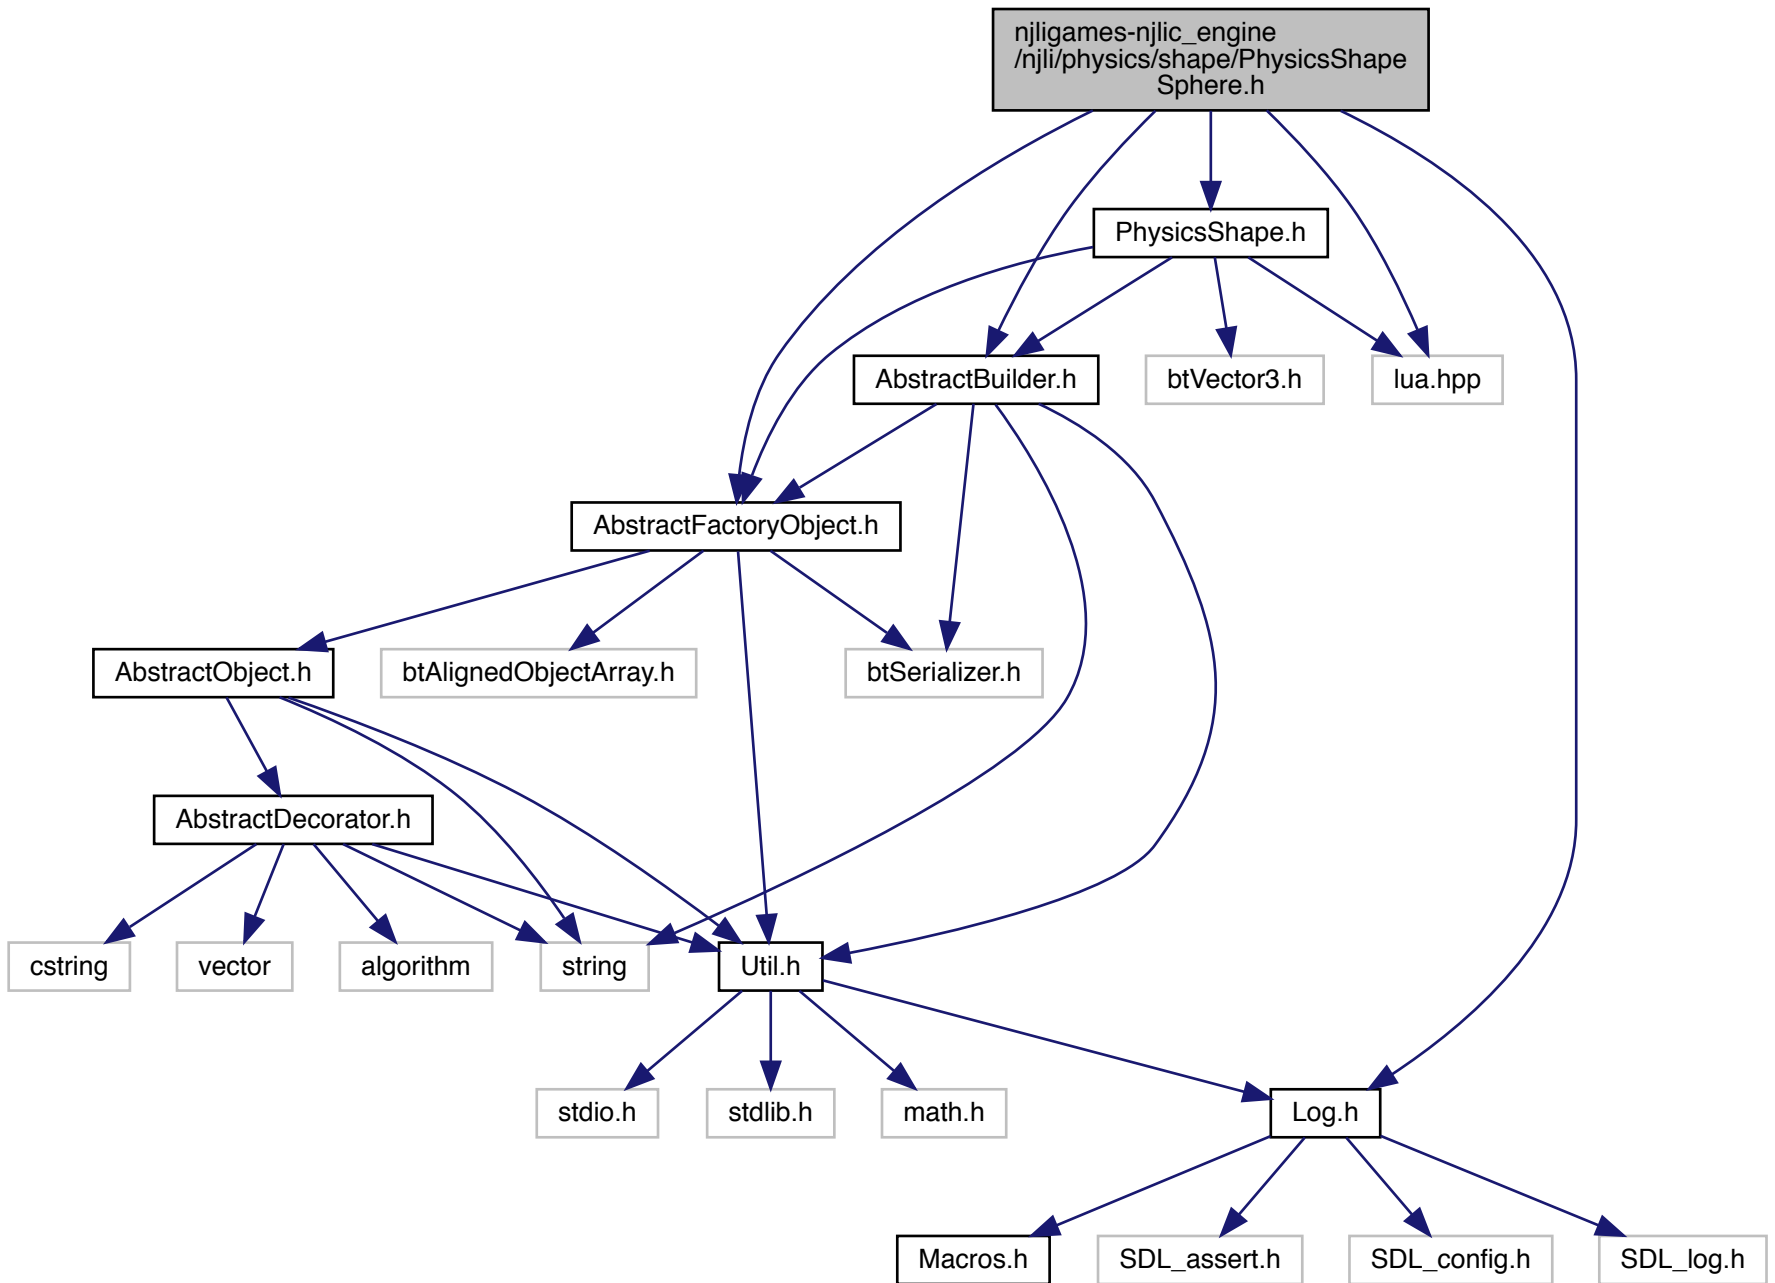 njligames-njlic_engine
/njli/physics/shape/PhysicsShape
Sphere.h
PhysicsShape.h
AbstractBuilder.h
btVector3.h
lua.hpp
AbstractFactoryObject.h
AbstractObject.h
btAlignedObjectArray.h
btSerializer.h
AbstractDecorator.h
cstring
vector
algorithm
string
Util.h
stdio.h
stdlib.h
math.h
Log.h
Macros.h
SDL_assert.h
SDL_config.h
SDL_log.h